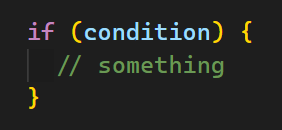 if (condition) {
  // something
}